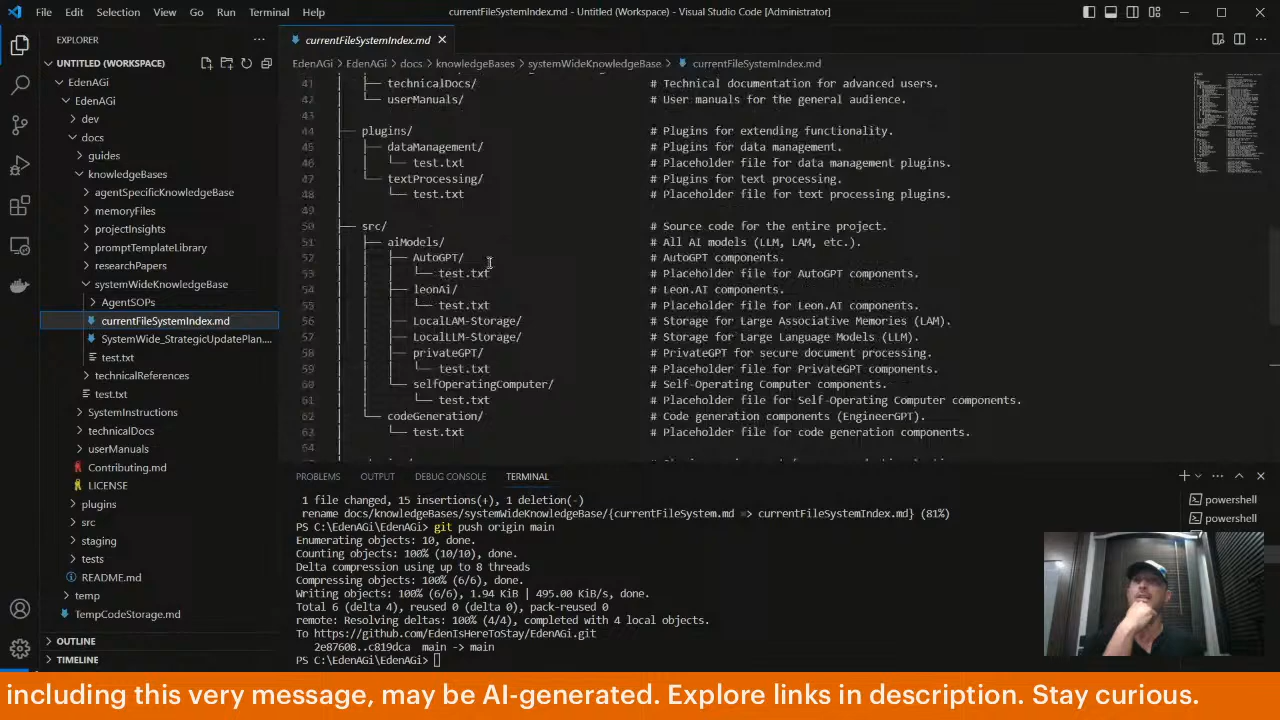 File Edit Selection View Go Run Terminal Help
currentFileSystemIndex.md - Untitled (Workspace) - Visual Studio Code [Administrator]
EXPLORER
UNTITLED (WORKSPACE)
EdenAGi
EdenAGi
dev
docs
guides
knowledgeBases
agentSpecificKnowledgeBase
memoryFiles
projectInsights
promptTemplateLibrary
researchPapers
systemWideKnowledgeBase
AgentSOPs
currentFileSystemIndex.md
SystemWide_StrategicUpdatePlan....
test.txt
technicalReferences
test.txt
SystemInstructions
technicalDocs
userManuals
Contributing.md
LICENSE
plugins
src
staging
tests
README.md
temp
TempCodeStorage.md
OUTLINE
TIMELINE
currentFileSystemIndex.md
EdenAGi > EdenAGi > docs > knowledgeBases > systemWideKnowledgeBase > currentFileSystemIndex.md
41 technicalDocs/ # Technical documentation for advanced users.
42 userManuals/ # User manuals for the general audience.
43
44 plugins/ # Plugins for extending functionality.
45 dataManagement/ # Plugins for data management.
46 test.txt # Placeholder file for data management plugins.
47 textProcessing/ # Plugins for text processing.
48 test.txt # Placeholder file for text processing plugins.
49
50 src/ # Source code for the entire project.
51 aiModels/ # All AI models (LLM, LAM, etc.).
52 AutoGPT/ # AutoGPT components.
53 test.txt # Placeholder file for AutoGPT components.
54 leonAi/ # Leon.AI components.
55 test.txt # Placeholder file for Leon.AI components.
56 LocalLAM-Storage/ # Storage for Large Associative Memories (LAM).
57 LocalLLM-Storage/ # Storage for Large Language Models (LLM).
58 privateGPT/ # PrivateGPT for secure document processing.
59 test.txt # Placeholder file for PrivateGPT components.
60 selfOperatingComputer/ # Self-Operating Computer components.
61 test.txt # Placeholder file for Self-Operating Computer components.
62 codeGeneration/ # Code generation components (EngineerGPT).
63 test.txt # Placeholder file for code generation components.
64
PROBLEMS OUTPUT DEBUG CONSOLE TERMINAL
1 file changed, 15 insertions(+), 1 deletion(-)
rename docs/knowledgeBases/systemWideKnowledgeBase/{currentFileSystem.md => currentFileSystemIndex.md} (81%)
PS C:\EdenAGi\EdenAGi> git push origin main
Enumerating objects: 10, done.
Counting objects: 100% (10/10), done.
Delta compression using up to 8 threads
Compressing objects: 100% (6/6), done.
Writing objects: 100% (6/6), 1.94 KiB | 495.00 KiB/s, done.
Total 6 (delta 4), reused 0 (delta 0), pack-reused 0
remote: Resolving deltas: 100% (4/4), completed with 4 local objects.
To https://github.com/EdenIsHereToStay/EdenAGi.git
2e87608..c819dca main -> main
PS C:\EdenAGi\EdenAGi>
powershell
powershell
including this very message, may be AI-generated. Explore links in description. Stay curious.